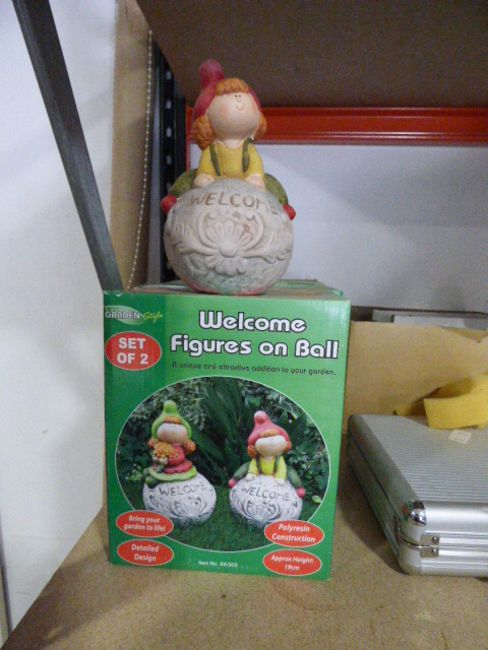 WELCOME
GARDEN Style
SET
OF 2
Welcome
Figures on Ball
A unique and attractive addition to your garden.
WELCOME
WELCOME
Bring your
garden to life!
Polyresin
Construction
Detailed
Design
Approx Height:
19cm